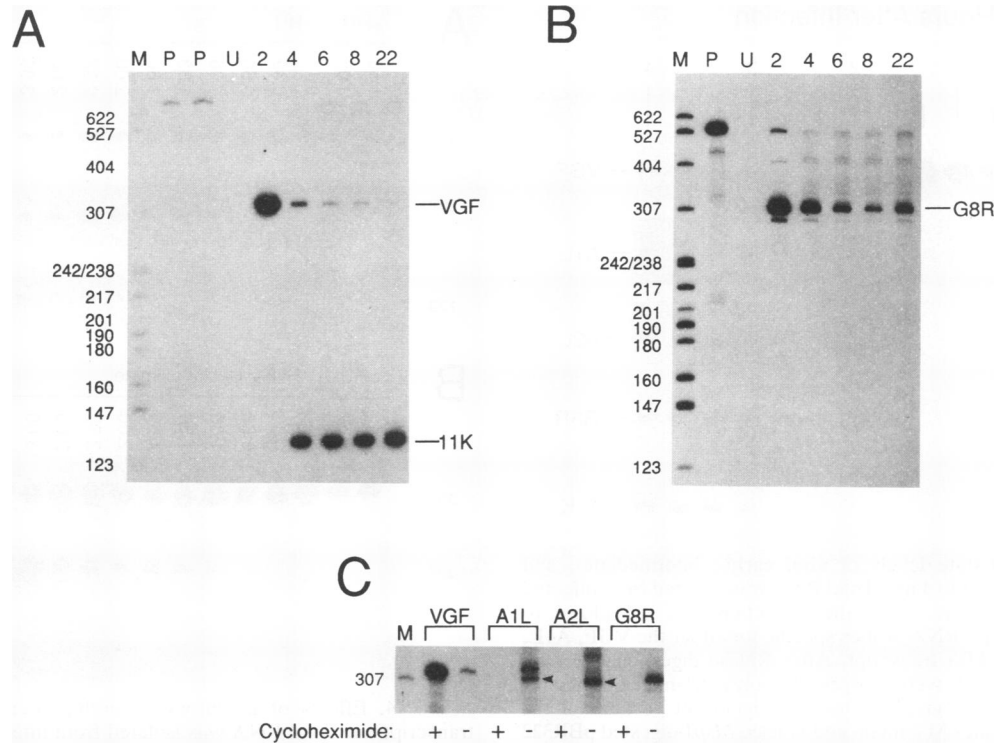 A
M P P U 2 4 6 8 22
622
527
404
307
242/238
217
201
190
180
160
147
123
VGF
11K
B
M P U 2 4 6 8 22
622
527
404
307
242/238
217
201
190
180
160
147
123
G8R
C
VGF A1L A2L G8R
M
307
Cycloheximide: + + + - +